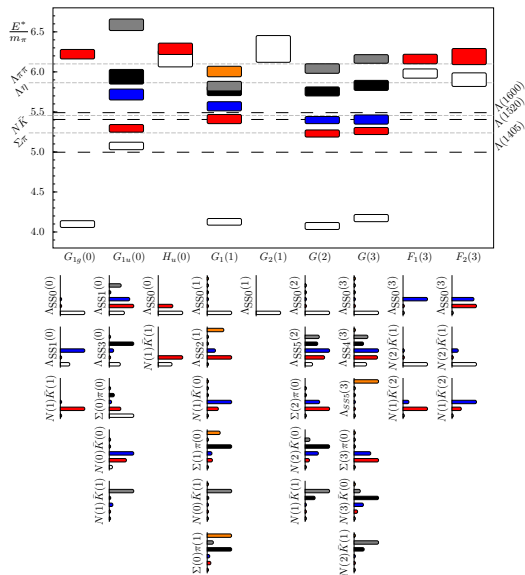 E*/mπ
6.5
6.0
5.5
5.0
4.5
4.0
Λππ
Λη
NK̄
Σπ
Λ(1600)
Λ(1520)
Λ(1405)
G1g(0) G1u(0) Hu(0) G1(1) G2(1) G(2) G(3) F1(3) F2(3)
ΛSS0(0) ΛSS1(0) ΛSS0(0) ΛSS0(1) ΛSS0(1) ΛSS0(2) ΛSS0(3) ΛSS0(3) ΛSS0(3)
ΛSS1(0) ΛSS3(0) N(1)K̄(1) ΛSS2(1) ΛSS5(2) ΛSS4(3) N(2)K̄(1) N(2)K̄(1)
N(1)K̄(1) Σ(0)π(0) N(1)K̄(0) Σ(2)π(0) ΛSS5(3) N(1)K̄(2) N(1)K̄(2)
N(0)K̄(0) Σ(1)π(0) N(2)K̄(0) Σ(3)π(0)
N(1)K̄(1) N(0)K̄(1) N(1)K̄(1) N(3)K̄(0)
Σ(0)π(1) N(2)K̄(1)